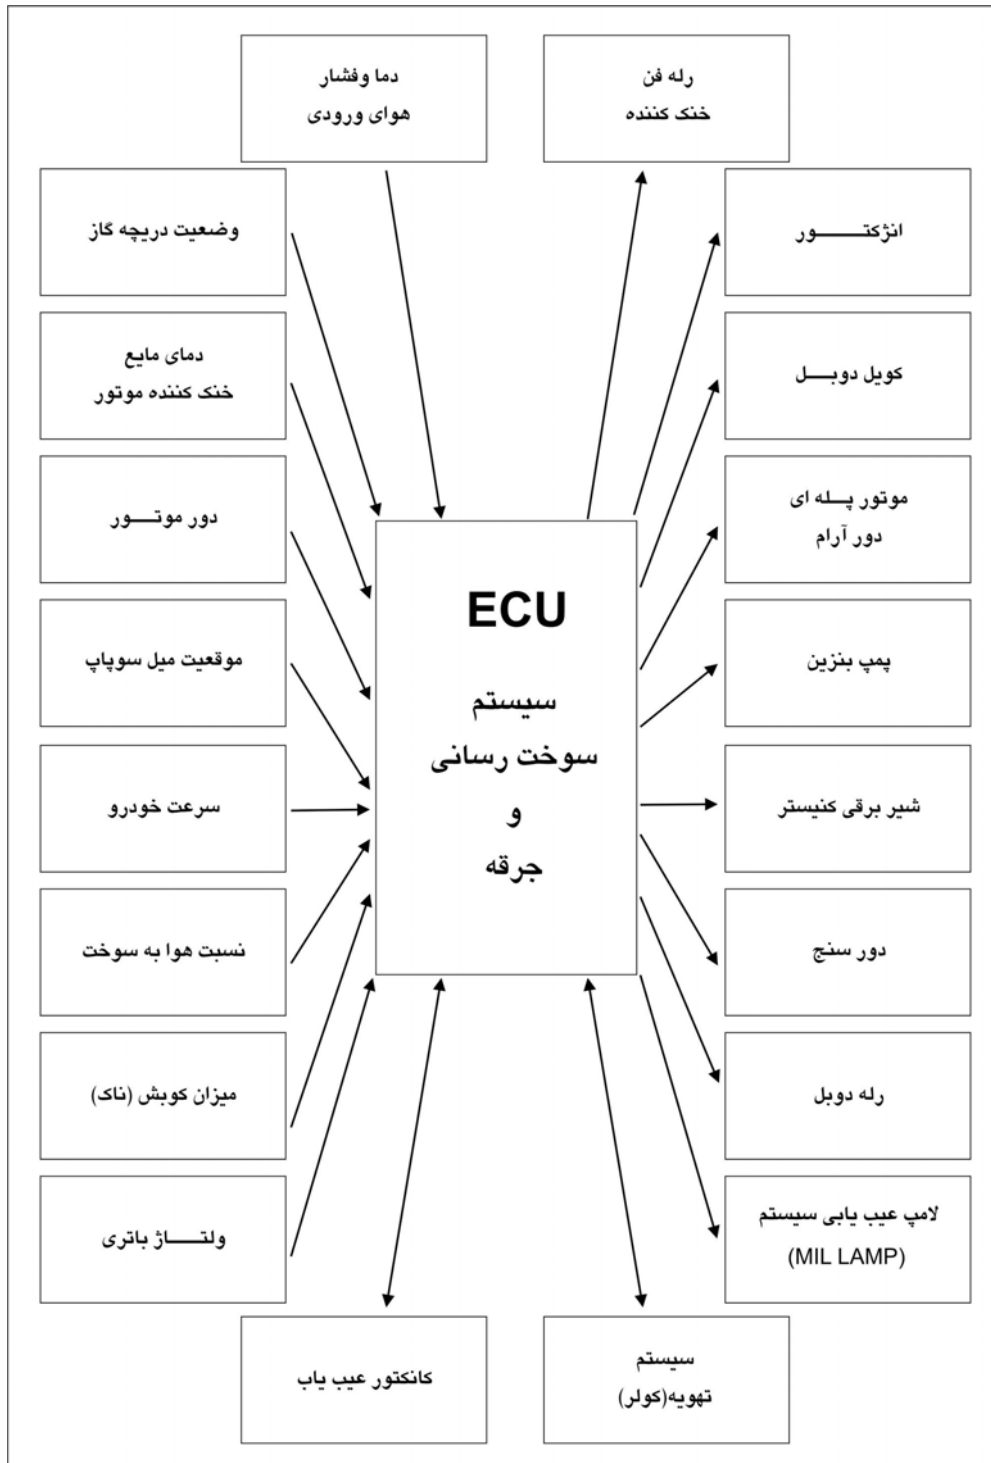 دما وفشار
هوای ورودی
رله فن
خنک کننده
وضعیت دریچه گاز
انژکتــــــور
دمای مایع
خنک کننده موتور
کویل دوبــل
دور موتـــور
موتور پــله ای
دور آرام
موقعیت میل سوپاپ
پمپ بنزین
سرعت خودرو
شیر برقی کنیستر
نسبت هوا به سوخت
دور سنج
میزان کوبش (ناک)
رله دوبل
ولتـــاژ باتری
لامپ عیب یابی سیستم
(MIL LAMP)
ECU
سیستم
سوخت رسانی
و
جرقه
کانکتور عیب یاب
سیستم
تهویه(کولر)